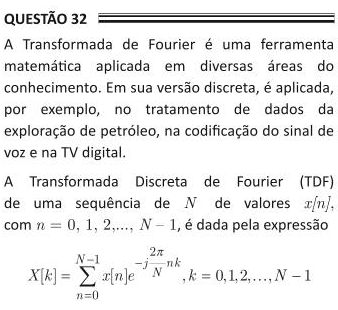 QUESTÃO 32
A Transformada de Fourier é uma ferramenta
matemática aplicada em diversas áreas do
conhecimento. Em sua versão discreta, é aplicada,
por exemplo, no tratamento de dados da
exploração de petróleo, na codificação do sinal de
voz e na TV digital.
A Transformada Discreta de Fourier (TDF)
de uma sequência de N de valores x[n],
com n = 0, 1, 2,..., N − 1, é dada pela expressão
X[k] = \sum_{n=0}^{N-1} x[n]e^{-j\frac{2\pi}{N}nk}, k = 0,1,2,..., N − 1